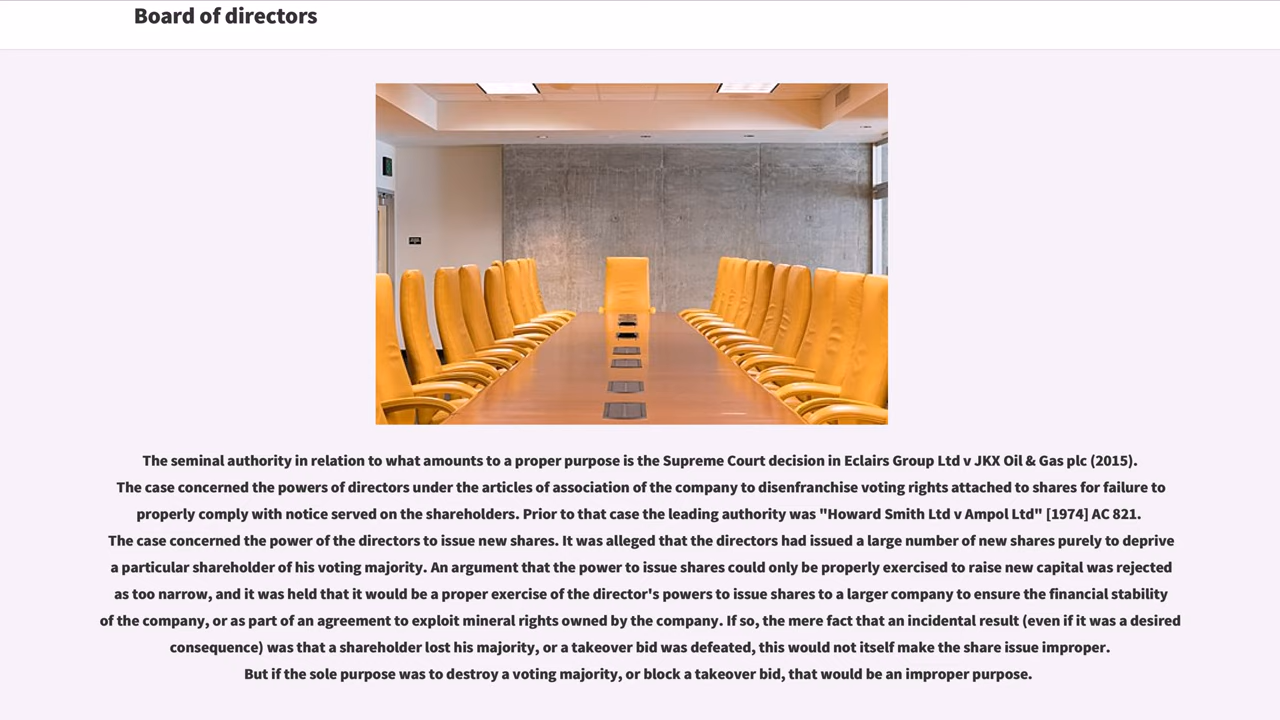 Board of directors
The seminal authority in relation to what amounts to a proper purpose is the Supreme Court decision in Eclairs Group Ltd v JKX Oil & Gas plc (2015).
The case concerned the powers of directors under the articles of association of the company to disenfranchise voting rights attached to shares for failure to
properly comply with notice served on the shareholders. Prior to that case the leading authority was "Howard Smith Ltd v Ampol Ltd" [1974] AC 821.
The case concerned the power of the directors to issue new shares. It was alleged that the directors had issued a large number of new shares purely to deprive
a particular shareholder of his voting majority. An argument that the power to issue shares could only be properly exercised to raise new capital was rejected
as too narrow, and it was held that it would be a proper exercise of the director's powers to issue shares to a larger company to ensure the financial stability
of the company, or as part of an agreement to exploit mineral rights owned by the company. If so, the mere fact that an incidental result (even if it was a desired
consequence) was that a shareholder lost his majority, or a takeover bid was defeated, this would not itself make the share issue improper.
But if the sole purpose was to destroy a voting majority, or block a takeover bid, that would be an improper purpose.